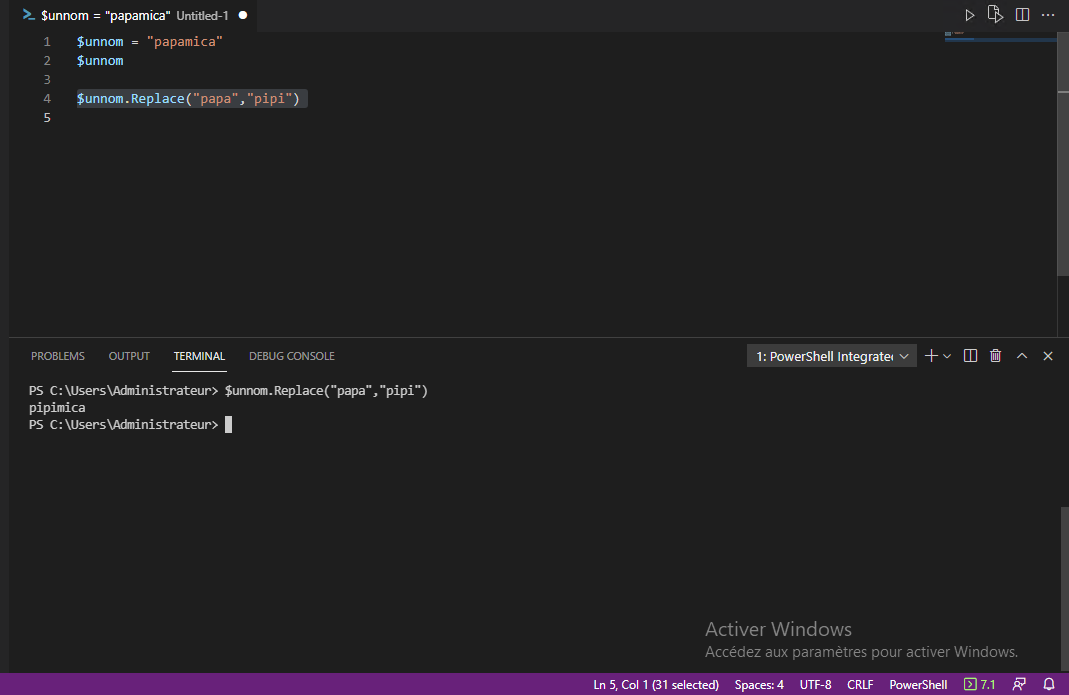 $unnom = "papamica" Untitled-1
1 $unnom = "papamica"
2 $unnom
3
4 $unnom.Replace("papa","pipi")
5
PROBLEMS OUTPUT TERMINAL DEBUG CONSOLE 1: PowerShell Integrate
PS C:\Users\Administrateur> $unnom.Replace("papa","pipi")
pipimica
PS C:\Users\Administrateur>
Activer Windows
Accédez aux paramètres pour activer Windows.
Ln 5, Col 1 (31 selected) Spaces: 4 UTF-8 CRLF PowerShell 7.1